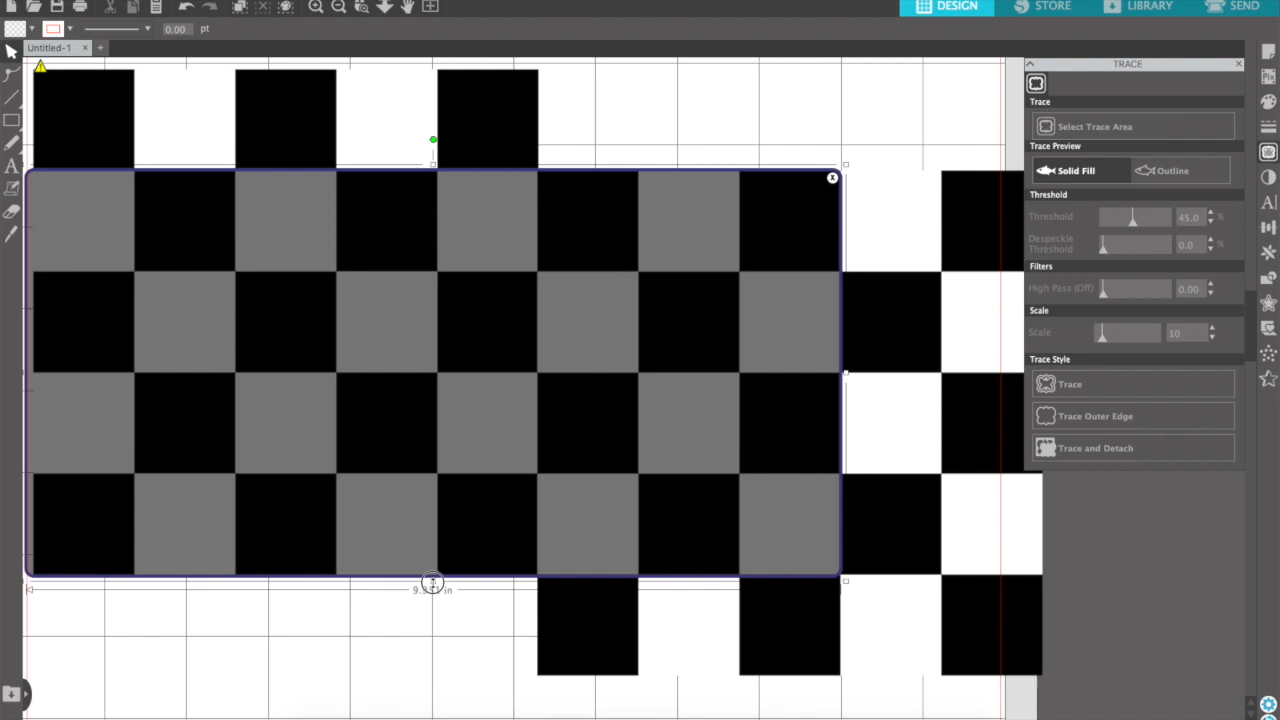 DESIGN STORE LIBRARY SEND
0.00 pt
Untitled-1 × +
TRACE
Trace
Select Trace Area
Trace Preview
Solid Fill Outline
Threshold
Threshold 45.0 %
Despeckle Threshold 0.0 %
Filters
High Pass (Off) 0.00
Scale
Scale 10
Trace Style
Trace
Trace Outer Edge
Trace and Detach
in